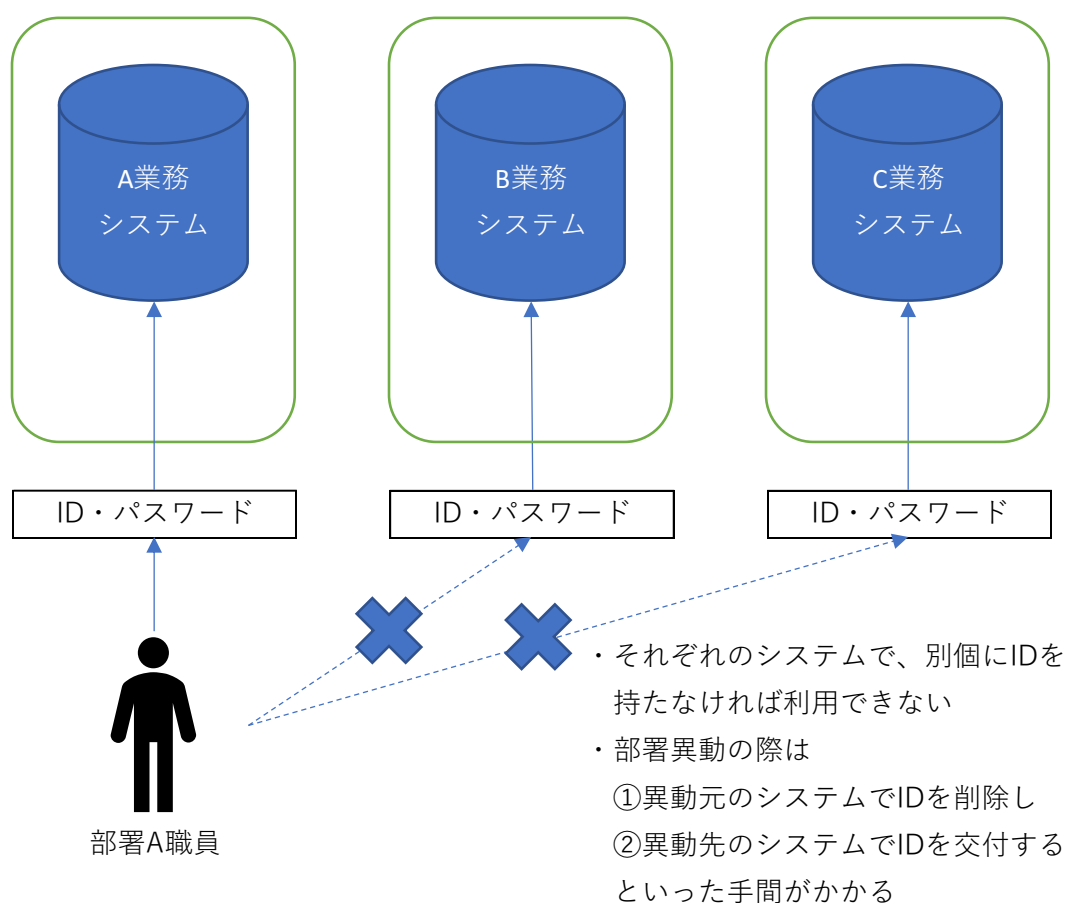 A業務
システム
B業務
システム
C業務
システム
ID・パスワード
ID・パスワード
ID・パスワード
部署A職員
・それぞれのシステムで、別個にIDを
持たなければ利用できない
・部署異動の際は
①異動元のシステムでIDを削除し
②異動先のシステムでIDを交付する
といった手間がかかる